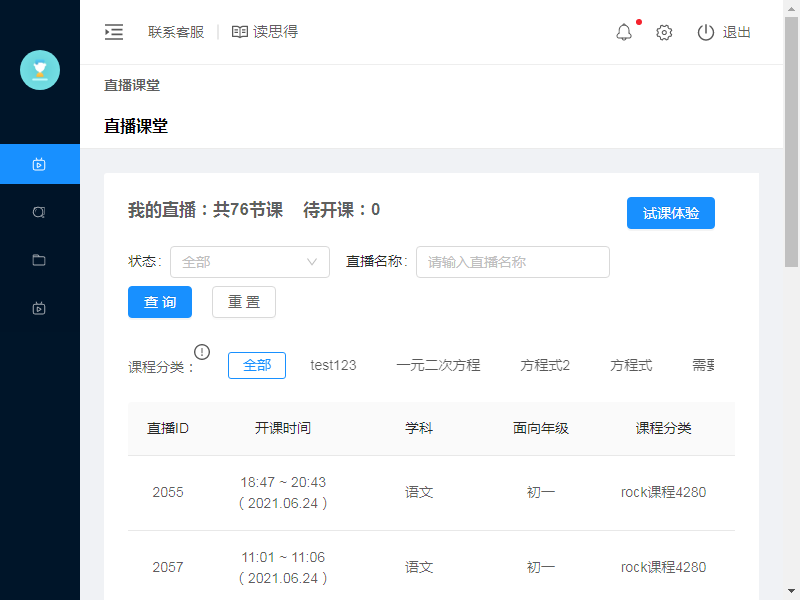 联系客服 读思得 退出
直播课堂
直播课堂
我的直播：共76节课 待开课：0 试课体验
状态: 全部 直播名称: 请输入直播名称
查 询 重 置
课程分类： 全部 test123 一元二次方程 方程式2 方程式 需要
直播ID 开课时间 学科 面向年级 课程分类
2055 18:47 ~ 20:43 ( 2021.06.24 ) 语文 初一 rock课程4280
2057 11:01 ~ 11:06 ( 2021.06.24 ) 语文 初一 rock课程4280